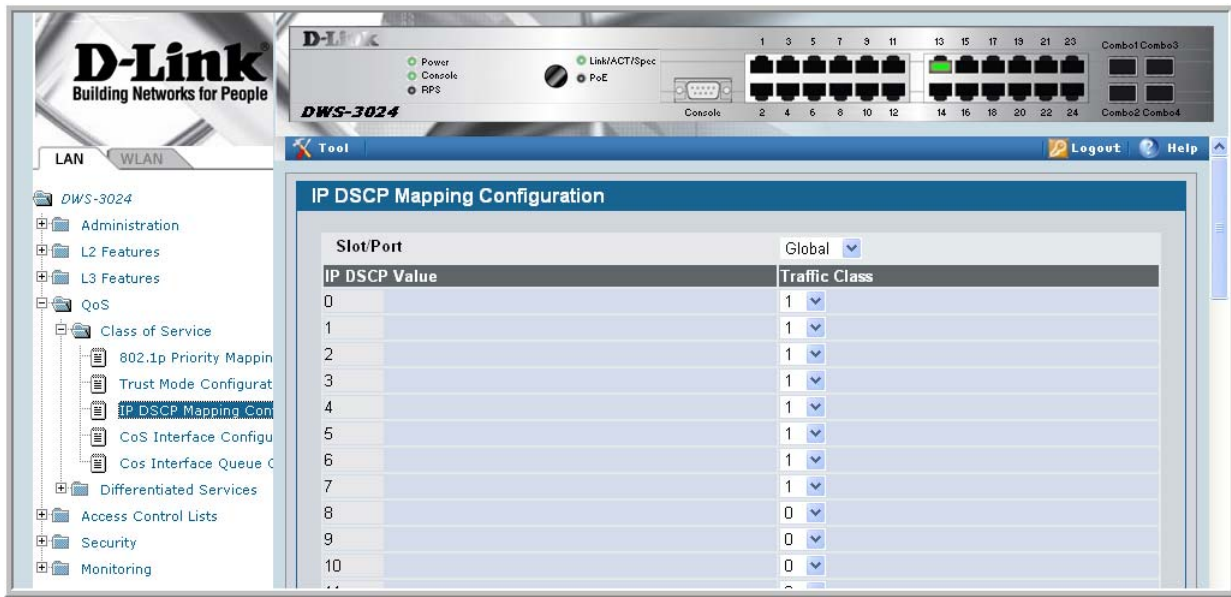 D-Link
Building Networks for People
D-Link
Power
Console
RPS
Link/ACT/Spec
PoE
DWS-3024
Console
1 3 5 7 9 11 13 15 17 19 21 23 Combo1 Combo3
2 4 6 8 10 12 14 16 18 20 22 24 Combo2 Combo4
LAN WLAN
Tool Logout Help
DWS-3024
Administration
L2 Features
L3 Features
QoS
Class of Service
802.1p Priority Mappin
Trust Mode Configurat
IP DSCP Mapping Con
CoS Interface Configu
Cos Interface Queue C
Differentiated Services
Access Control Lists
Security
Monitoring
IP DSCP Mapping Configuration
Slot/Port Global
IP DSCP Value Traffic Class
0 1
1 1
2 1
3 1
4 1
5 1
6 1
7 1
8 0
9 0
10 0